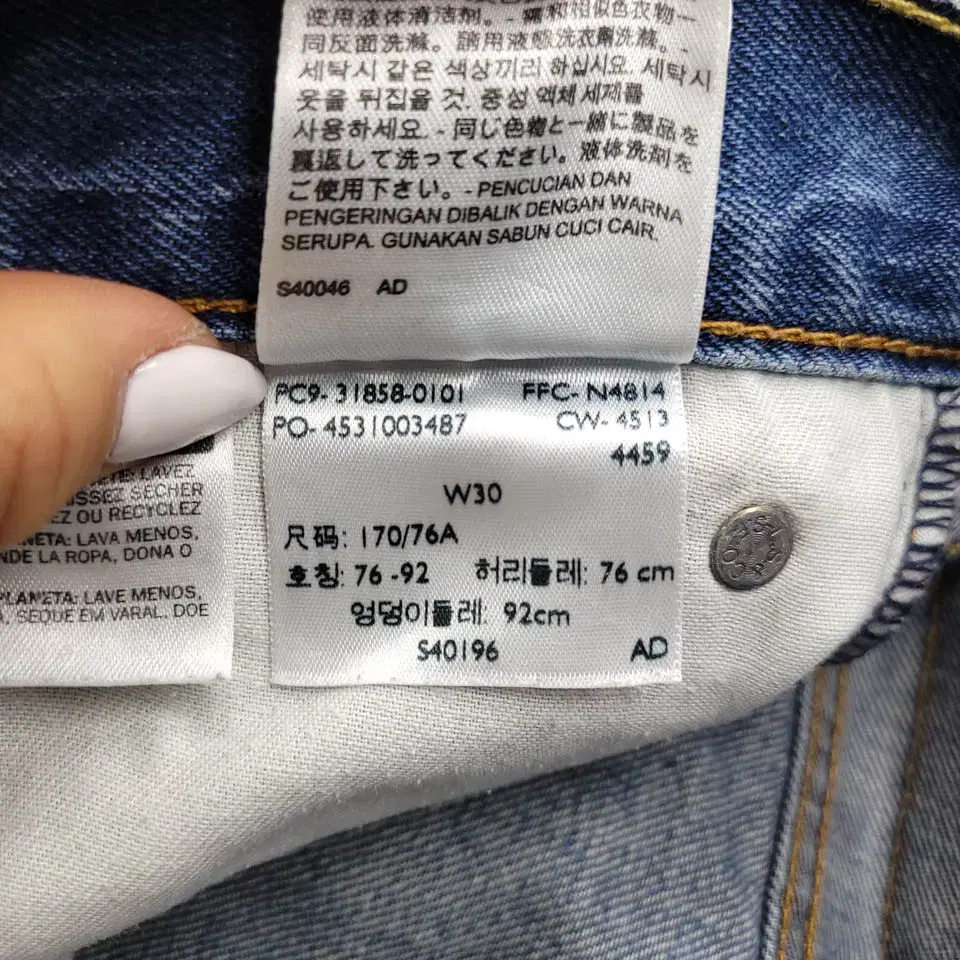 使用液体清洁剂。- 需和相似色衣物一
同反面洗滌。請用液態洗衣劑洗滌。-
세탁시 같은 색상끼리 하십시요. 세탁시
옷을 뒤집을 것. 중성 액체 세제를
사용하세요. - 同じ色物と一緒に製品を
裏返して洗ってください。液体洗剤を
ご使用下さい。- PENCUCIAN DAN
PENGERINGAN DIBALIK DENGAN WARNA
SERUPA. GUNAKAN SABUN CUCI CAIR.
S40046 AD
PC9- 31858-0101 FFC- N4814
PO- 4531003487 CW- 4513
4459
W30
尺码: 170/76A
호칭: 76 -92 허리둘레: 76 cm
엉덩이둘레: 92cm
S40196 AD
LAVEZ
ISSEZ SECHER
EZ OU RECYCLEZ
NETA: LAVA MENOS,
NDE LA ROPA, DONA O
PLANETA: LAVE MENOS,
A, SEQUE EM VARAL, DOE